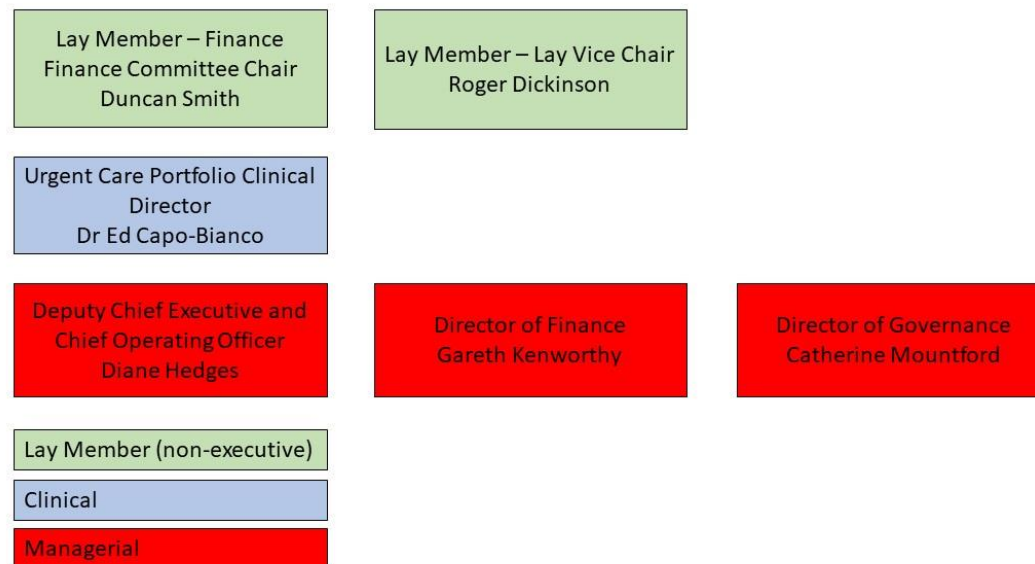 Lay Member – Finance
Finance Committee Chair
Duncan Smith
Lay Member – Lay Vice Chair
Roger Dickinson
Urgent Care Portfolio Clinical
Director
Dr Ed Capo-Bianco
Deputy Chief Executive and
Chief Operating Officer
Diane Hedges
Director of Finance
Gareth Kenworthy
Director of Governance
Catherine Mountford
Lay Member (non-executive)
Clinical
Managerial